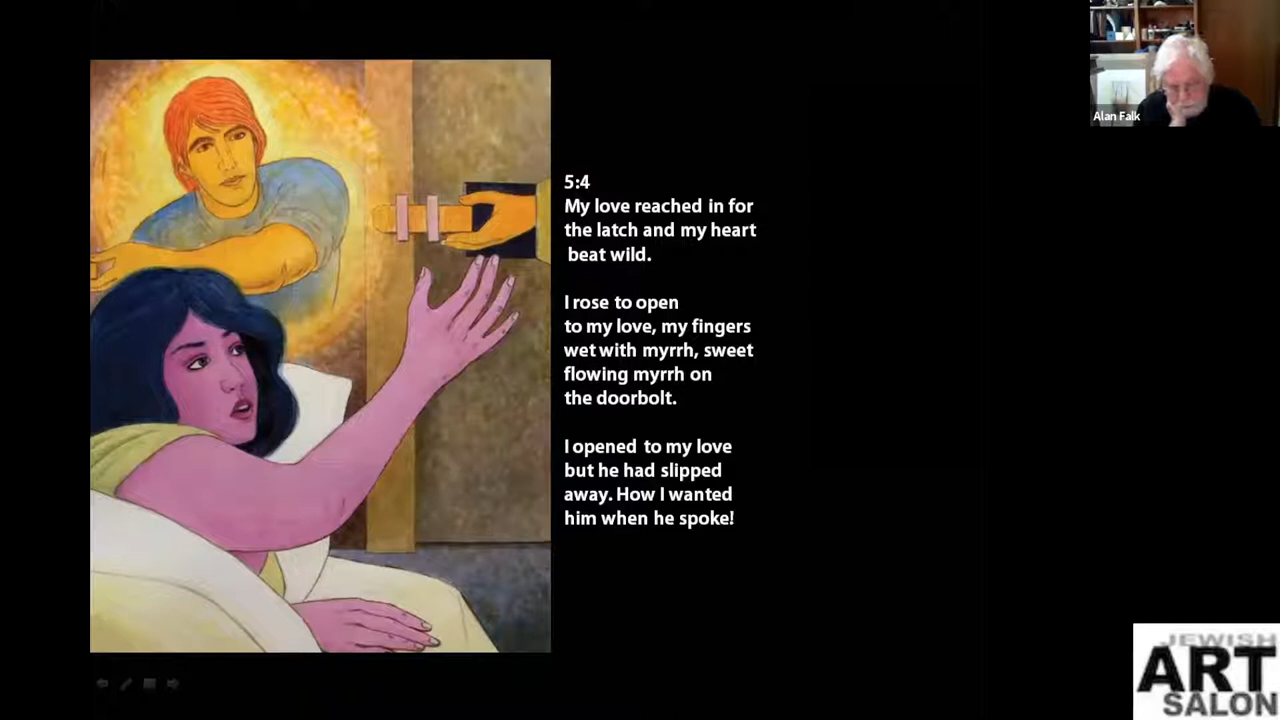 Alan Falk
5:4
My love reached in for
the latch and my heart
beat wild.
I rose to open
to my love, my fingers
wet with myrrh, sweet
flowing myrrh on
the doorbolt.
I opened to my love
but he had slipped
away. How I wanted
him when he spoke!
JEWISH
ART
SALON